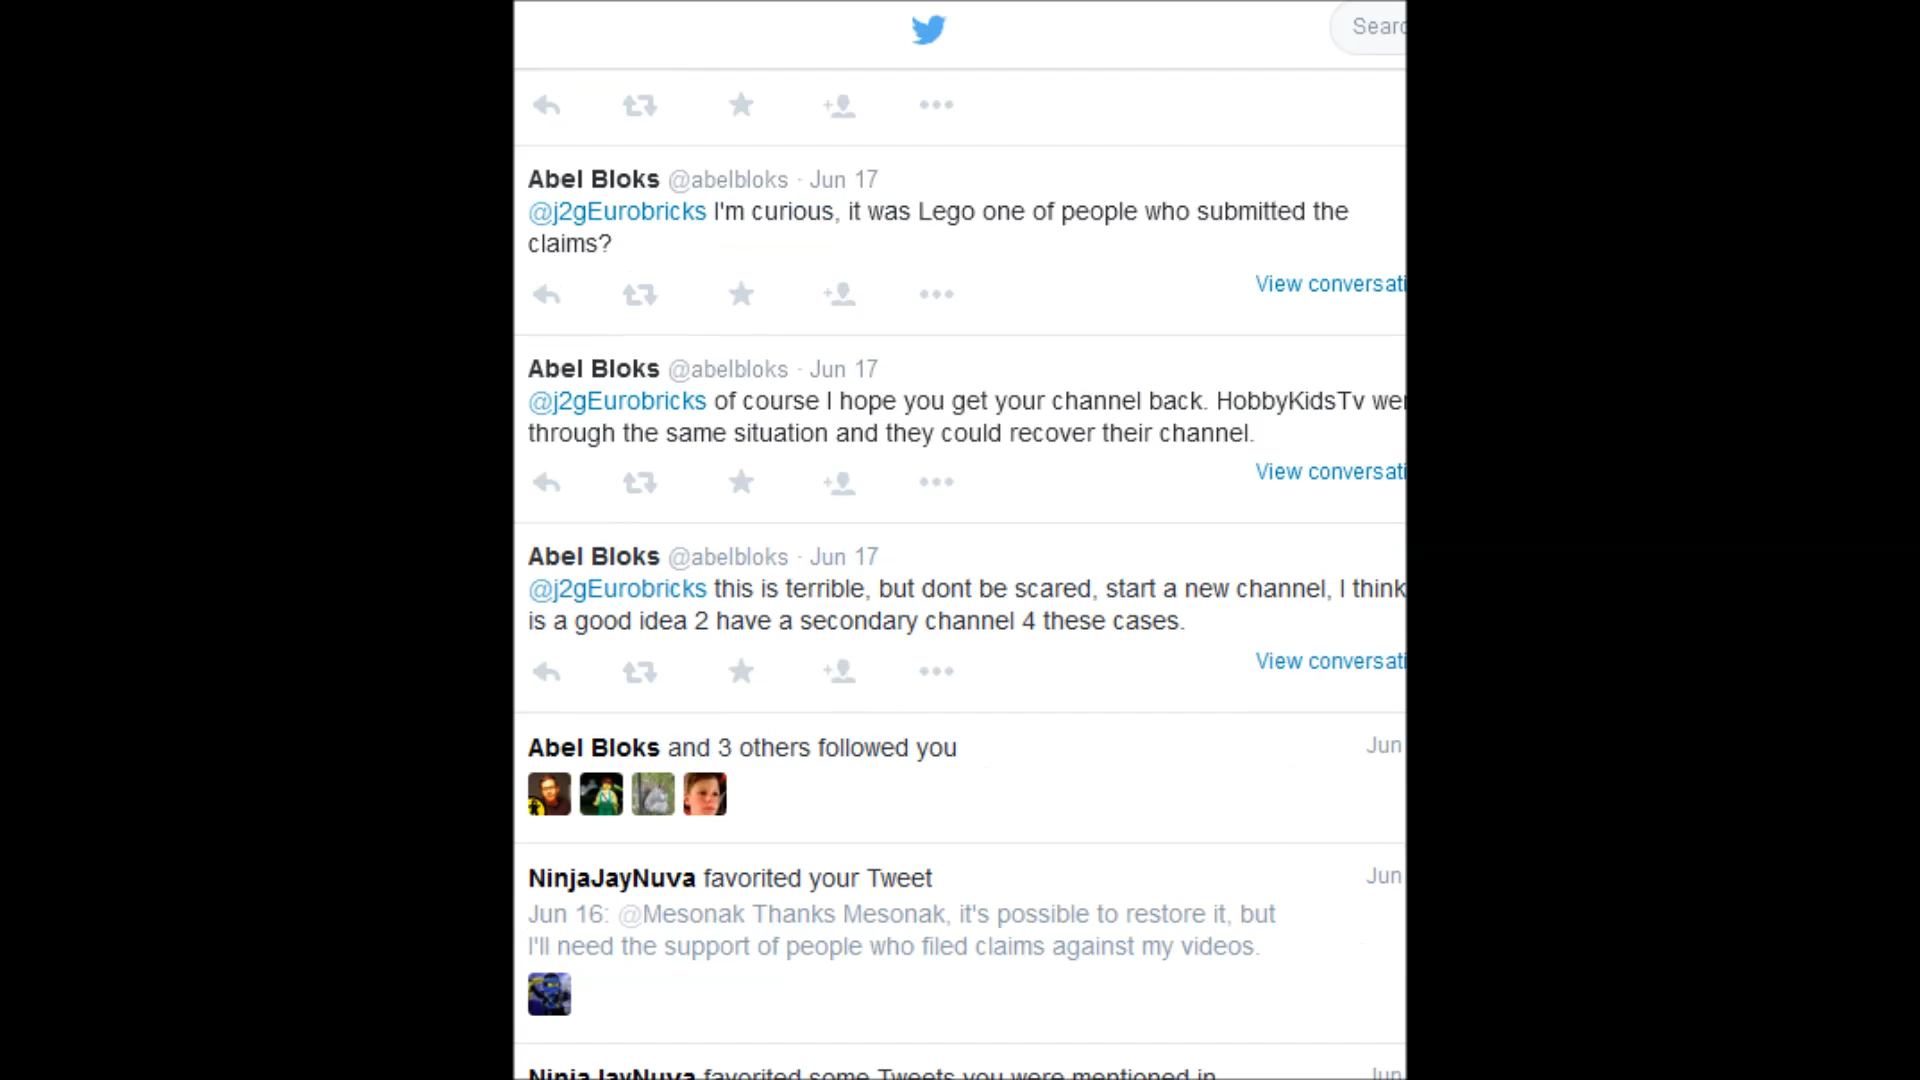 Abel Bloks @abelbloks · Jun 17
@j2gEurobricks I'm curious, it was Lego one of people who submitted the
claims?
View conversati
Abel Bloks @abelbloks · Jun 17
@j2gEurobricks of course I hope you get your channel back. HobbyKidsTv
through the same situation and they could recover their channel.
View conversati
Abel Bloks @abelbloks · Jun 17
@j2gEurobricks this is terrible, but dont be scared, start a new channel, I think
is a good idea 2 have a secondary channel 4 these cases.
View conversati
Abel Bloks and 3 others followed you
Jun
NinjaJayNuva favorited your Tweet
Jun
Jun 16: @Mesonak Thanks Mesonak, it's possible to restore it, but
I'll need the support of people who filed claims against my videos.
NinjaJayNuva favorited some Tweets you were mentioned in
Jun